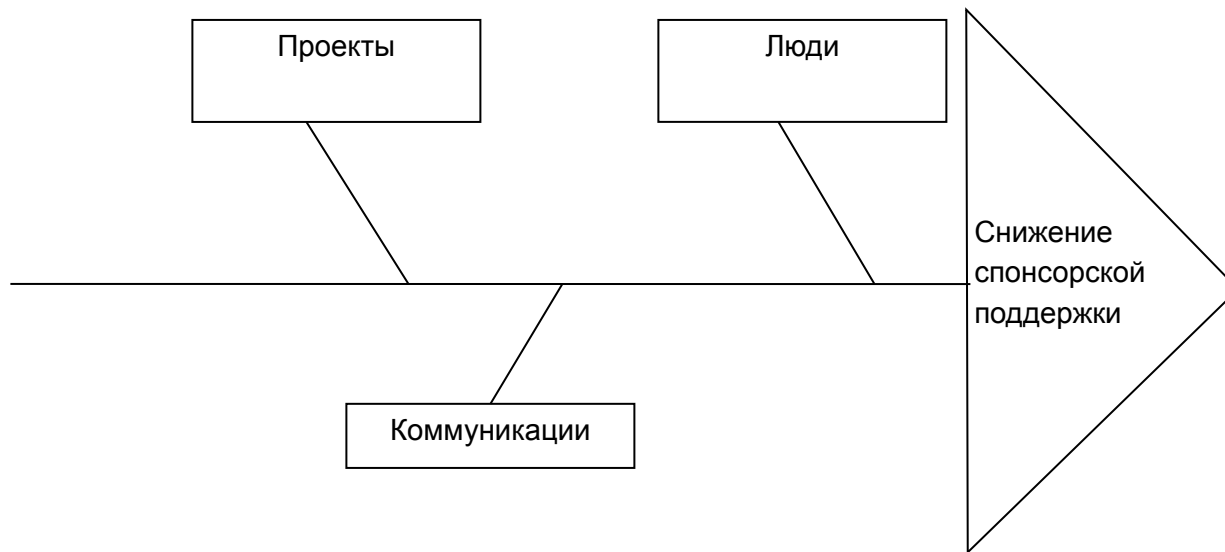 Проекты
Люди
Снижение
спонсорской
поддержки
Коммуникации